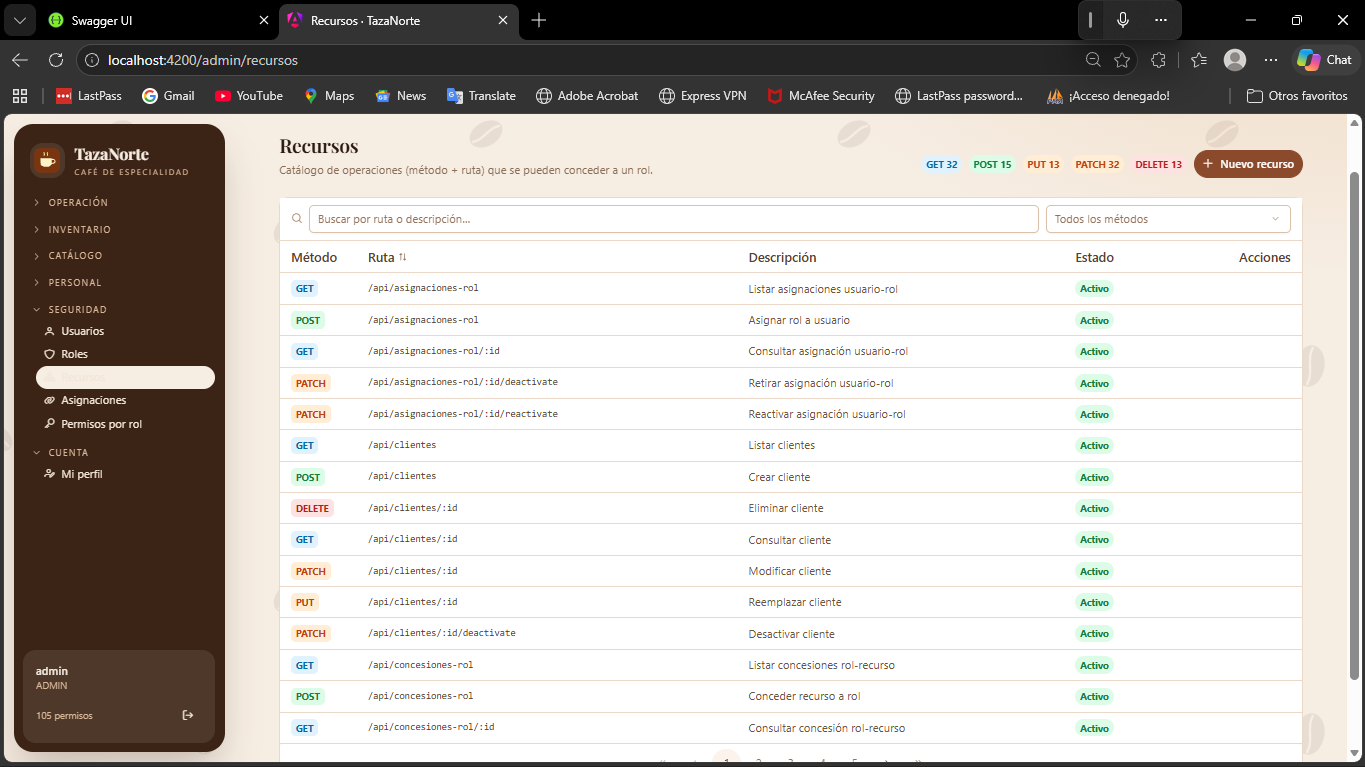 Swagger UI
Recursos · TazaNorte
localhost:4200/admin/recursos
Chat
LastPass
Gmail
YouTube
Maps
News
Translate
Adobe Acrobat
Express VPN
McAfee Security
LastPass password...
¡Acceso denegado!
Otros favoritos
TazaNorte
CAFÉ DE ESPECIALIDAD
OPERACIÓN
INVENTARIO
CATÁLOGO
PERSONAL
SEGURIDAD
Usuarios
Roles
Asignaciones
Permisos por rol
CUENTA
Mi perfil
admin
ADMIN
105 permisos
Recursos
Catálogo de operaciones (método + ruta) que se pueden conceder a un rol.
GET 32 POST 15 PUT 13 PATCH 32 DELETE 13
+ Nuevo recurso
Buscar por ruta o descripción...
Todos los métodos
Método Ruta Descripción Estado Acciones
GET /api/asignaciones-rol Listar asignaciones usuario-rol Activo
POST /api/asignaciones-rol Asignar rol a usuario Activo
GET /api/asignaciones-rol/:id Consultar asignación usuario-rol Activo
PATCH /api/asignaciones-rol/:id/deactivate Retirar asignación usuario-rol Activo
PATCH /api/asignaciones-rol/:id/reactivate Reactivar asignación usuario-rol Activo
GET /api/clientes Listar clientes Activo
POST /api/clientes Crear cliente Activo
DELETE /api/clientes/:id Eliminar cliente Activo
GET /api/clientes/:id Consultar cliente Activo
PATCH /api/clientes/:id Modificar cliente Activo
PUT /api/clientes/:id Reemplazar cliente Activo
PATCH /api/clientes/:id/deactivate Desactivar cliente Activo
GET /api/concesiones-rol Listar concesiones rol-recurso Activo
POST /api/concesiones-rol Conceder recurso a rol Activo
GET /api/concesiones-rol/:id Consultar concesión rol-recurso Activo